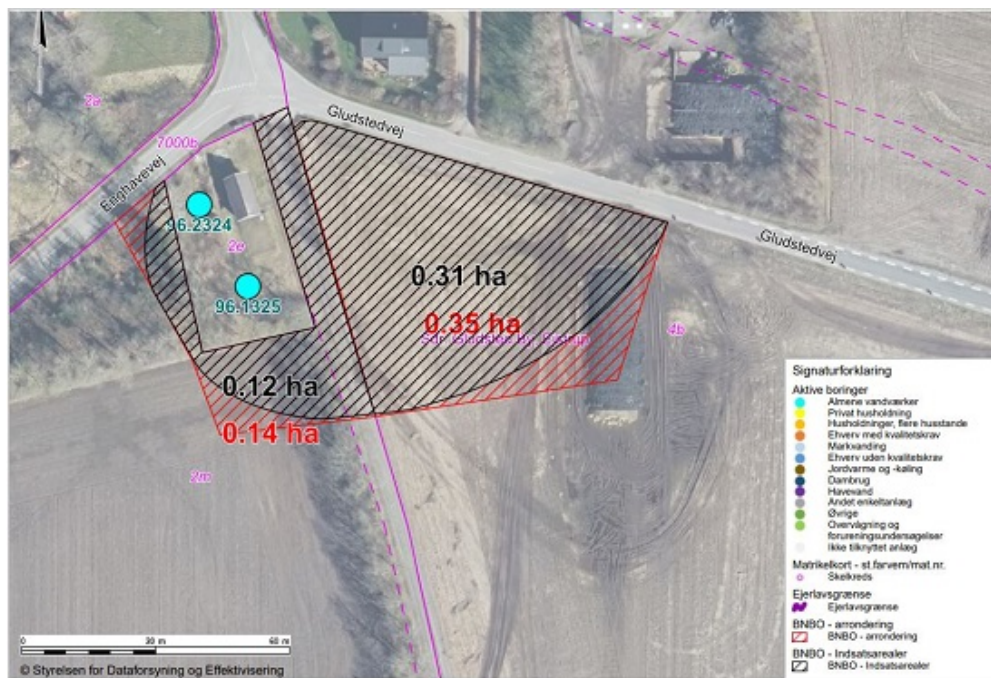 Gludstedvej
2a
7000b
Enghavevej
96.2324
2e
Gludstedvej
0.31 ha
96.1325
0.35 ha
4b
0.12 ha
0.14 ha
2m
Signaturforklaring
Aktive boringer
Almene vandværker
Privat husholdning
Husholdninger, flere husstande
Ehverv med kvalitetskrav
Markvanding
Ehverv uden kvalitetskrav
Jordvarme og -køling
Dambrug
Havevand
Andet enkeltanlæg
Øvrige
Overvågning og
forureningsundersøgelser
Ikke tilknyttet anlæg
Matrikelkort - st.farvem/mat.nr.
Skelkreds
Ejerlavsgrænse
Ejerlavsgrænse
BNBO - arrondering
BNBO - arrondering
BNBO - Indsatsarealer
BNBO - Indsatsarealer
0 30 m 60 m
© Styrelsen for Dataforsyning og Effektivisering